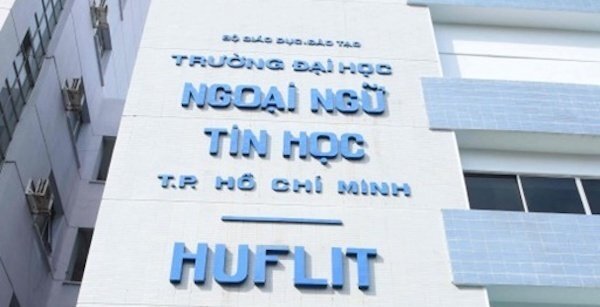 BỘ GIÁO DỤC. ĐÀO TẠO
TRƯỜNG ĐẠI HỌC
NGOẠI NGỮ
TIN HỌC
T.P. HỒ CHÍ MINH
HUFLIT